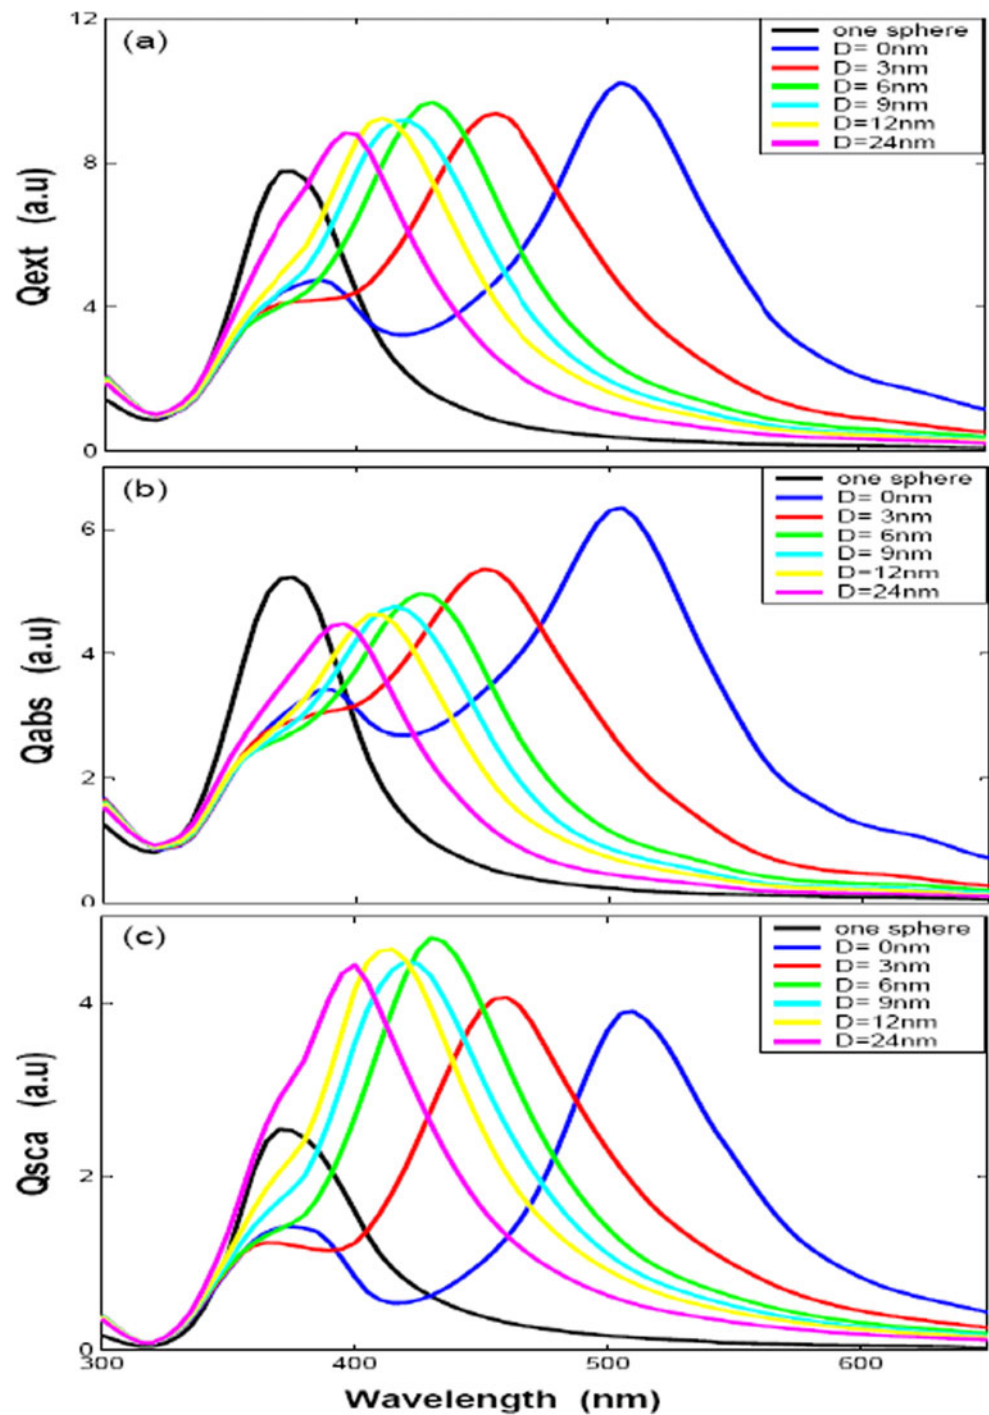 12
(a)
one sphere
D= 0nm
D= 3nm
D= 6nm
D= 9nm
D=12nm
D=24nm
8
4
0
Qext (a.u)
(b)
one sphere
D= 0nm
D= 3nm
D= 6nm
D= 9nm
D=12nm
D=24nm
6
4
2
0
Qabs (a.u)
(c)
one sphere
D= 0nm
D= 3nm
D= 6nm
D= 9nm
D=12nm
D=24nm
4
2
0
Qsca (a.u)
300 400 500 600
Wavelength (nm)